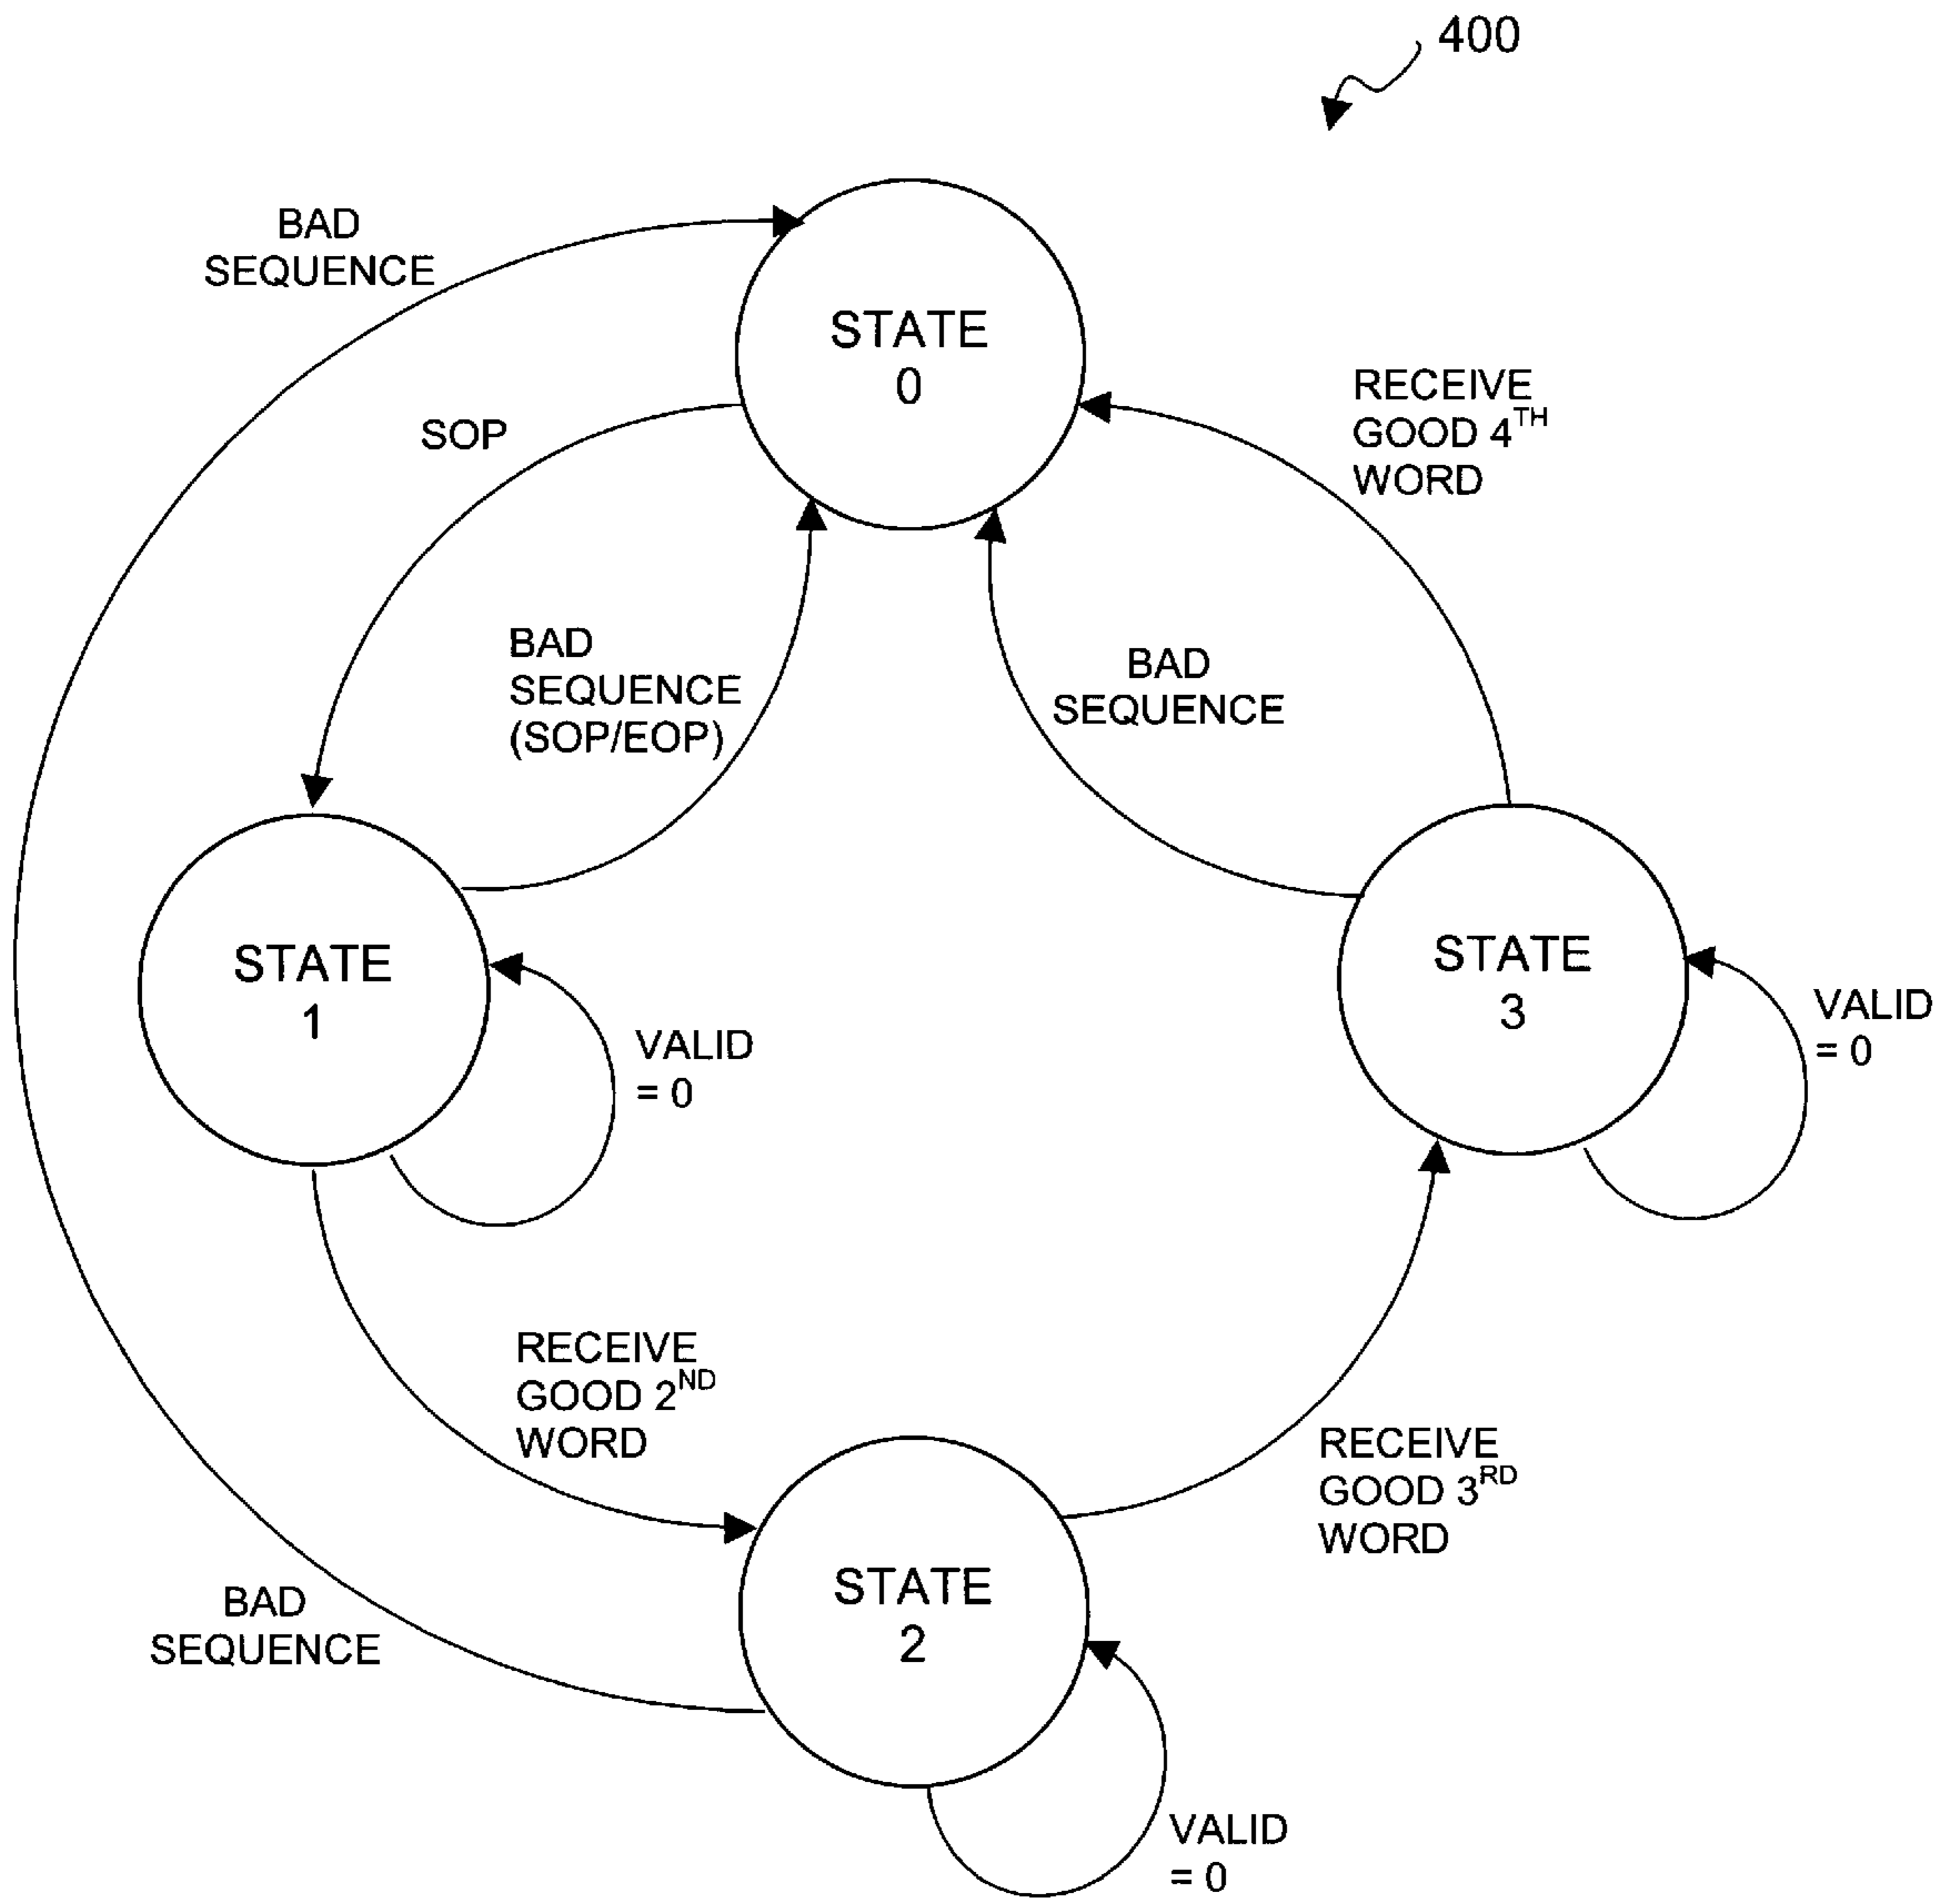 400
BAD
SEQUENCE
STATE
0
RECEIVE
GOOD 4TH
WORD
SOP
BAD
SEQUENCE
(SOP/EOP)
BAD
SEQUENCE
STATE
1
VALID
= 0
STATE
3
VALID
= 0
RECEIVE
GOOD 2ND
WORD
RECEIVE
GOOD 3RD
WORD
BAD
SEQUENCE
STATE
2
VALID
= 0